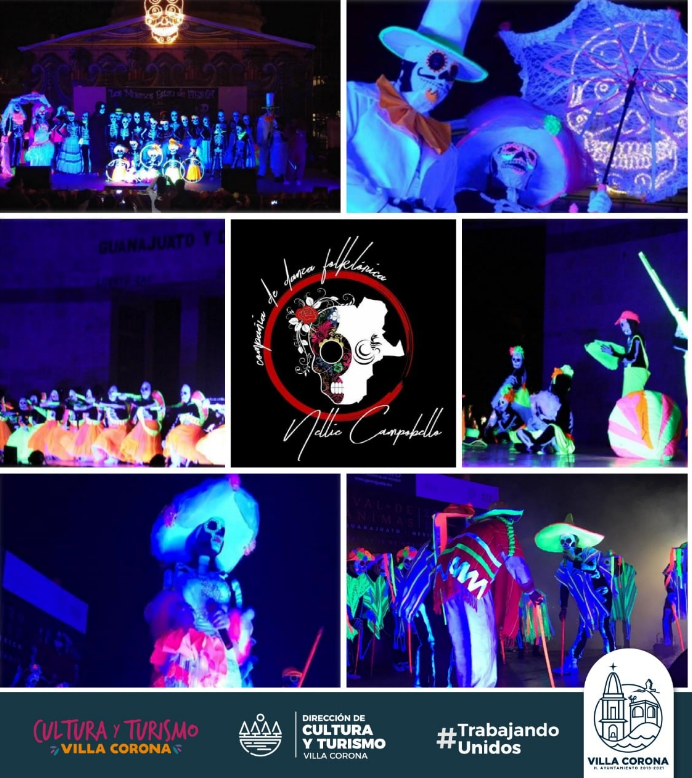 GUANAJUATO Y
compañia de danza folklórica
Nellie Campobello
CULTURA Y TURISMO
VILLA CORONA
DIRECCIÓN DE
CULTURA
Y TURISMO
VILLA CORONA
#Trabajando
Unidos
VILLA CORONA